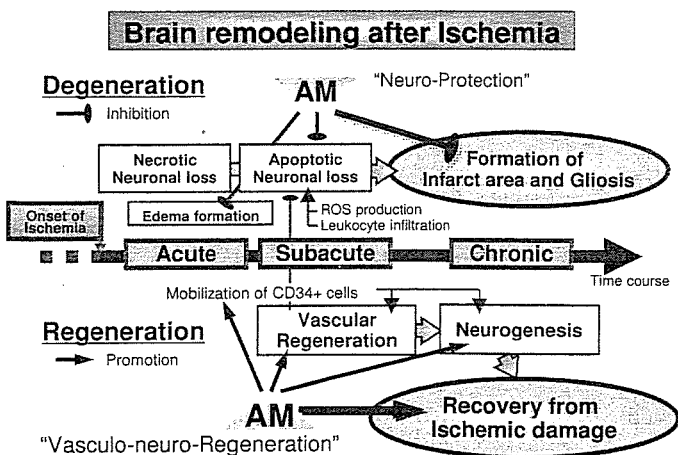 Brain remodeling after Ischemia
Degeneration
Inhibition
AM
"Neuro-Protection"
Necrotic
Neuronal loss
Apoptotic
Neuronal loss
Formation of
Infarct area and Gliosis
Edema formation
ROS production
Leukocyte infiltration
Onset of
Ischemia
Acute
Subacute
Chronic
Time course
Mobilization of CD34+ cells
Regeneration
Promotion
Vascular
Regeneration
Neurogenesis
AM
"Vasculo-neuro-Regeneration"
Recovery from
Ischemic damage